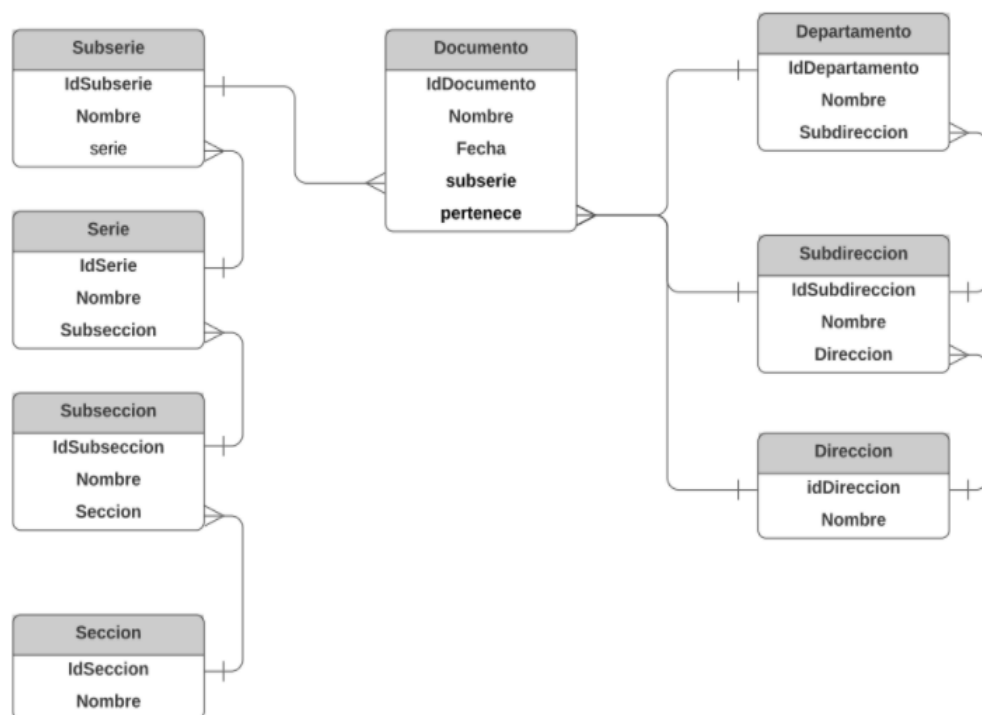 Subserie
IdSubserie
Nombre
serie
Serie
IdSerie
Nombre
Subseccion
Subseccion
IdSubseccion
Nombre
Seccion
Seccion
IdSeccion
Nombre
Documento
IdDocumento
Nombre
Fecha
subserie
pertenece
Departamento
IdDepartamento
Nombre
Subdireccion
Subdireccion
IdSubdireccion
Nombre
Direccion
Direccion
idDireccion
Nombre